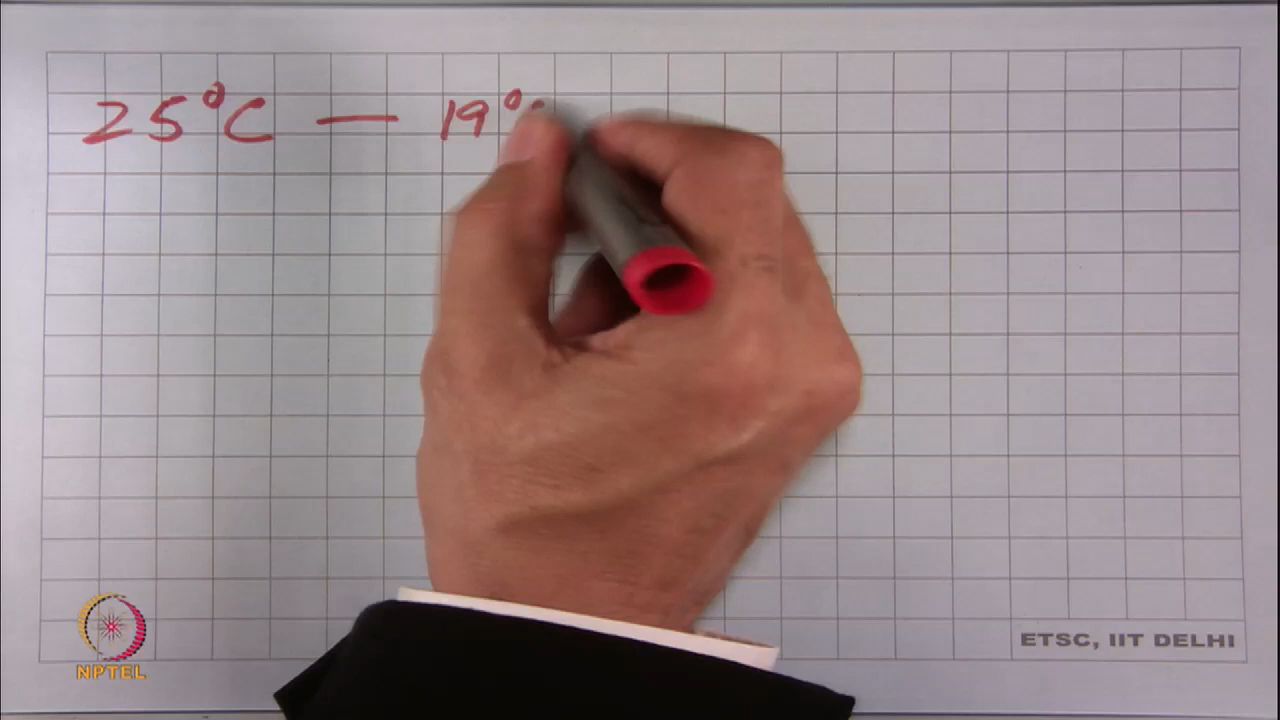 25°C — 19°
NPTEL
ETSC, IIT DELHI